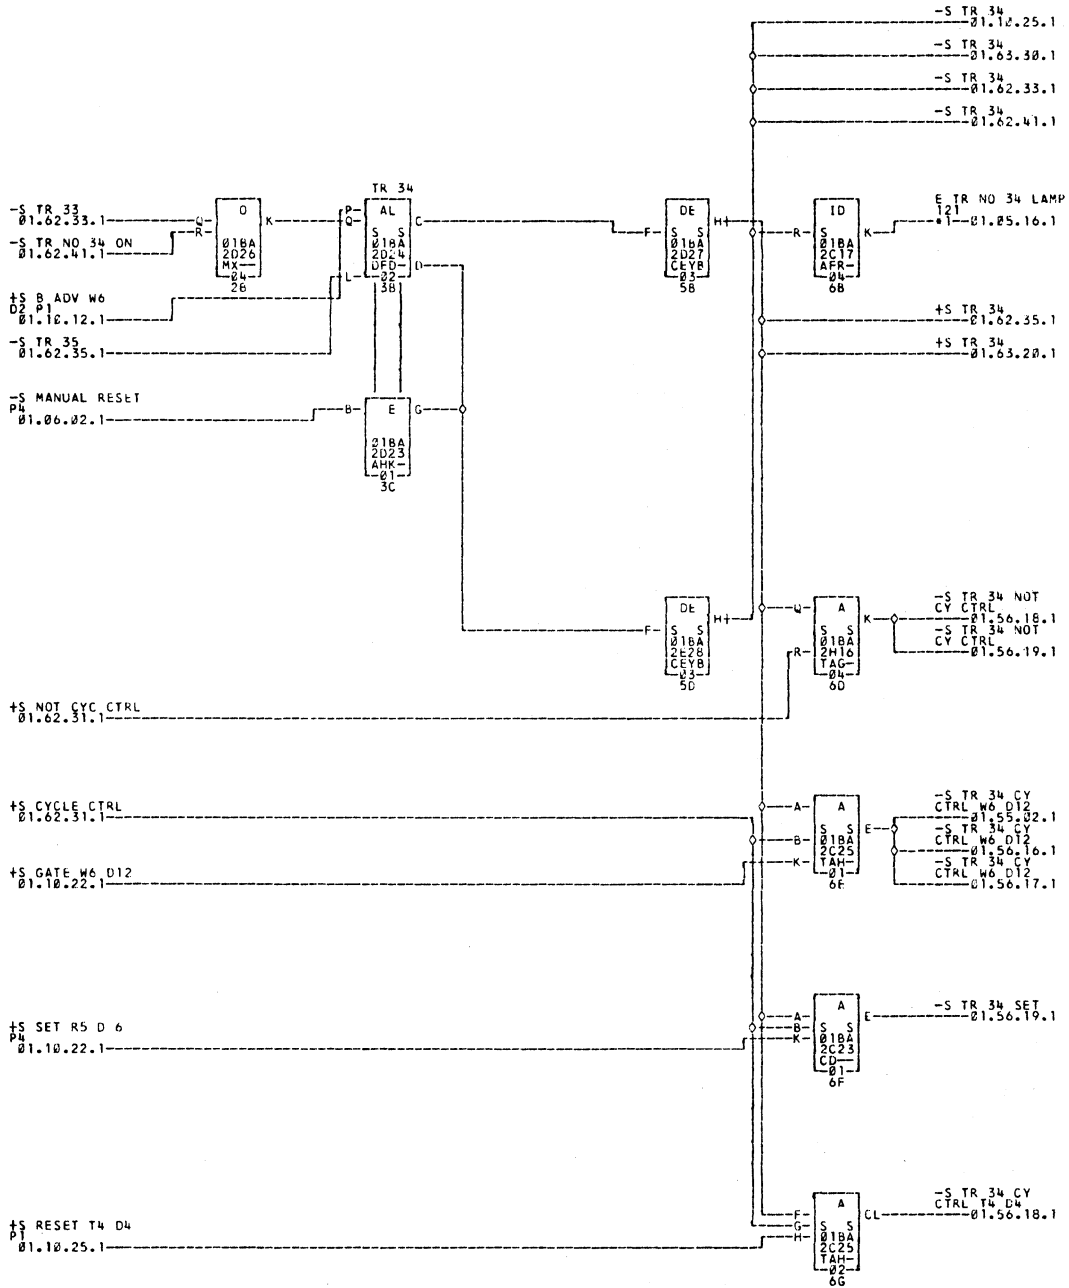 -S TR 34
01.10.25.1
-S TR 34
01.63.30.1
-S TR 34
01.62.33.1
-S TR 34
01.62.41.1
-S TR 33
01.62.33.1
-S TR NO 34 ON
01.62.41.1
+S B ADV W6
D2 P1
01.10.12.1
-S TR 35
01.62.35.1
-S MANUAL RESET
P4
01.06.02.1
Q
R
O
K
01BA
2D26
MX--
-04-
2B
TR 34
P
Q
L
AL
C
S S
01BA
2D24
DFD-
-02-
3B
D
B
E
G
01BA
2D23
AHK-
-01-
3C
F
DE
H
S S
01BA
2D27
CEYB
-03-
5B
R
ID
K
S S
01BA
2C17
AFR-
-04-
6B
E TR NO 34 LAMP
121
*1--01.05.16.1
+S TR 34
01.62.35.1
+S TR 34
01.63.20.1
F
DE
H
S S
01BA
2E28
CEYB
-03-
5D
Q
R
A
K
S S
01BA
2H16
TAG-
-04-
6D
-S TR 34 NOT
CY CTRL
01.56.18.1
-S TR 34 NOT
CY CTRL
01.56.19.1
+S NOT CYC CTRL
01.62.31.1
+S CYCLE CTRL
01.62.31.1
+S GATE W6 D12
01.10.22.1
A
B
K
A
E
S S
01BA
2C25
TAH-
-01-
6E
-S TR 34 CY
CTRL W6 D12
01.55.02.1
-S TR 34 CY
CTRL W6 D12
01.56.16.1
-S TR 34 CY
CTRL W6 D12
01.56.17.1
+S SET R5 D 6
P4
01.10.22.1
A
B
K
A
E
S S
01BA
2C23
CD--
-01-
6F
-S TR 34 SET
01.56.19.1
+S RESET T4 D4
P1
01.10.25.1
F
G
H
A
CL
S S
01BA
2C25
TAH-
-02-
6G
-S TR 34 CY
CTRL T4 D4
01.56.18.1